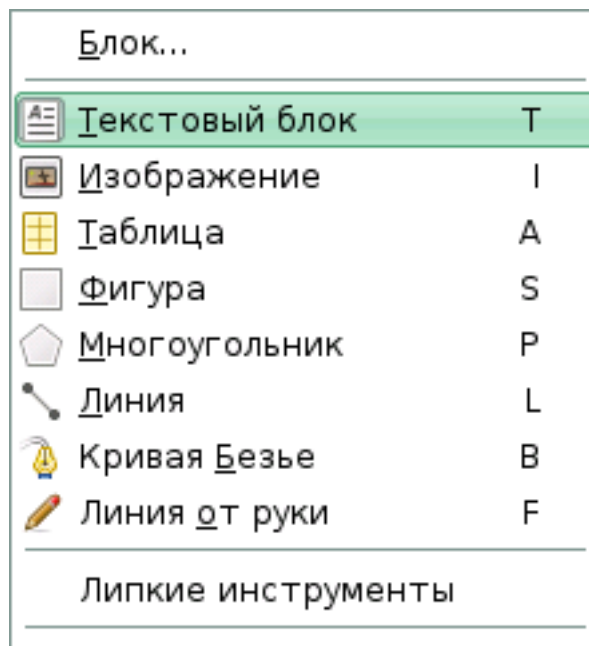 Блок...
Текстовый блок T
Изображение I
Таблица A
Фигура S
Многоугольник P
Линия L
Кривая Безье B
Линия от руки F
Липкие инструменты